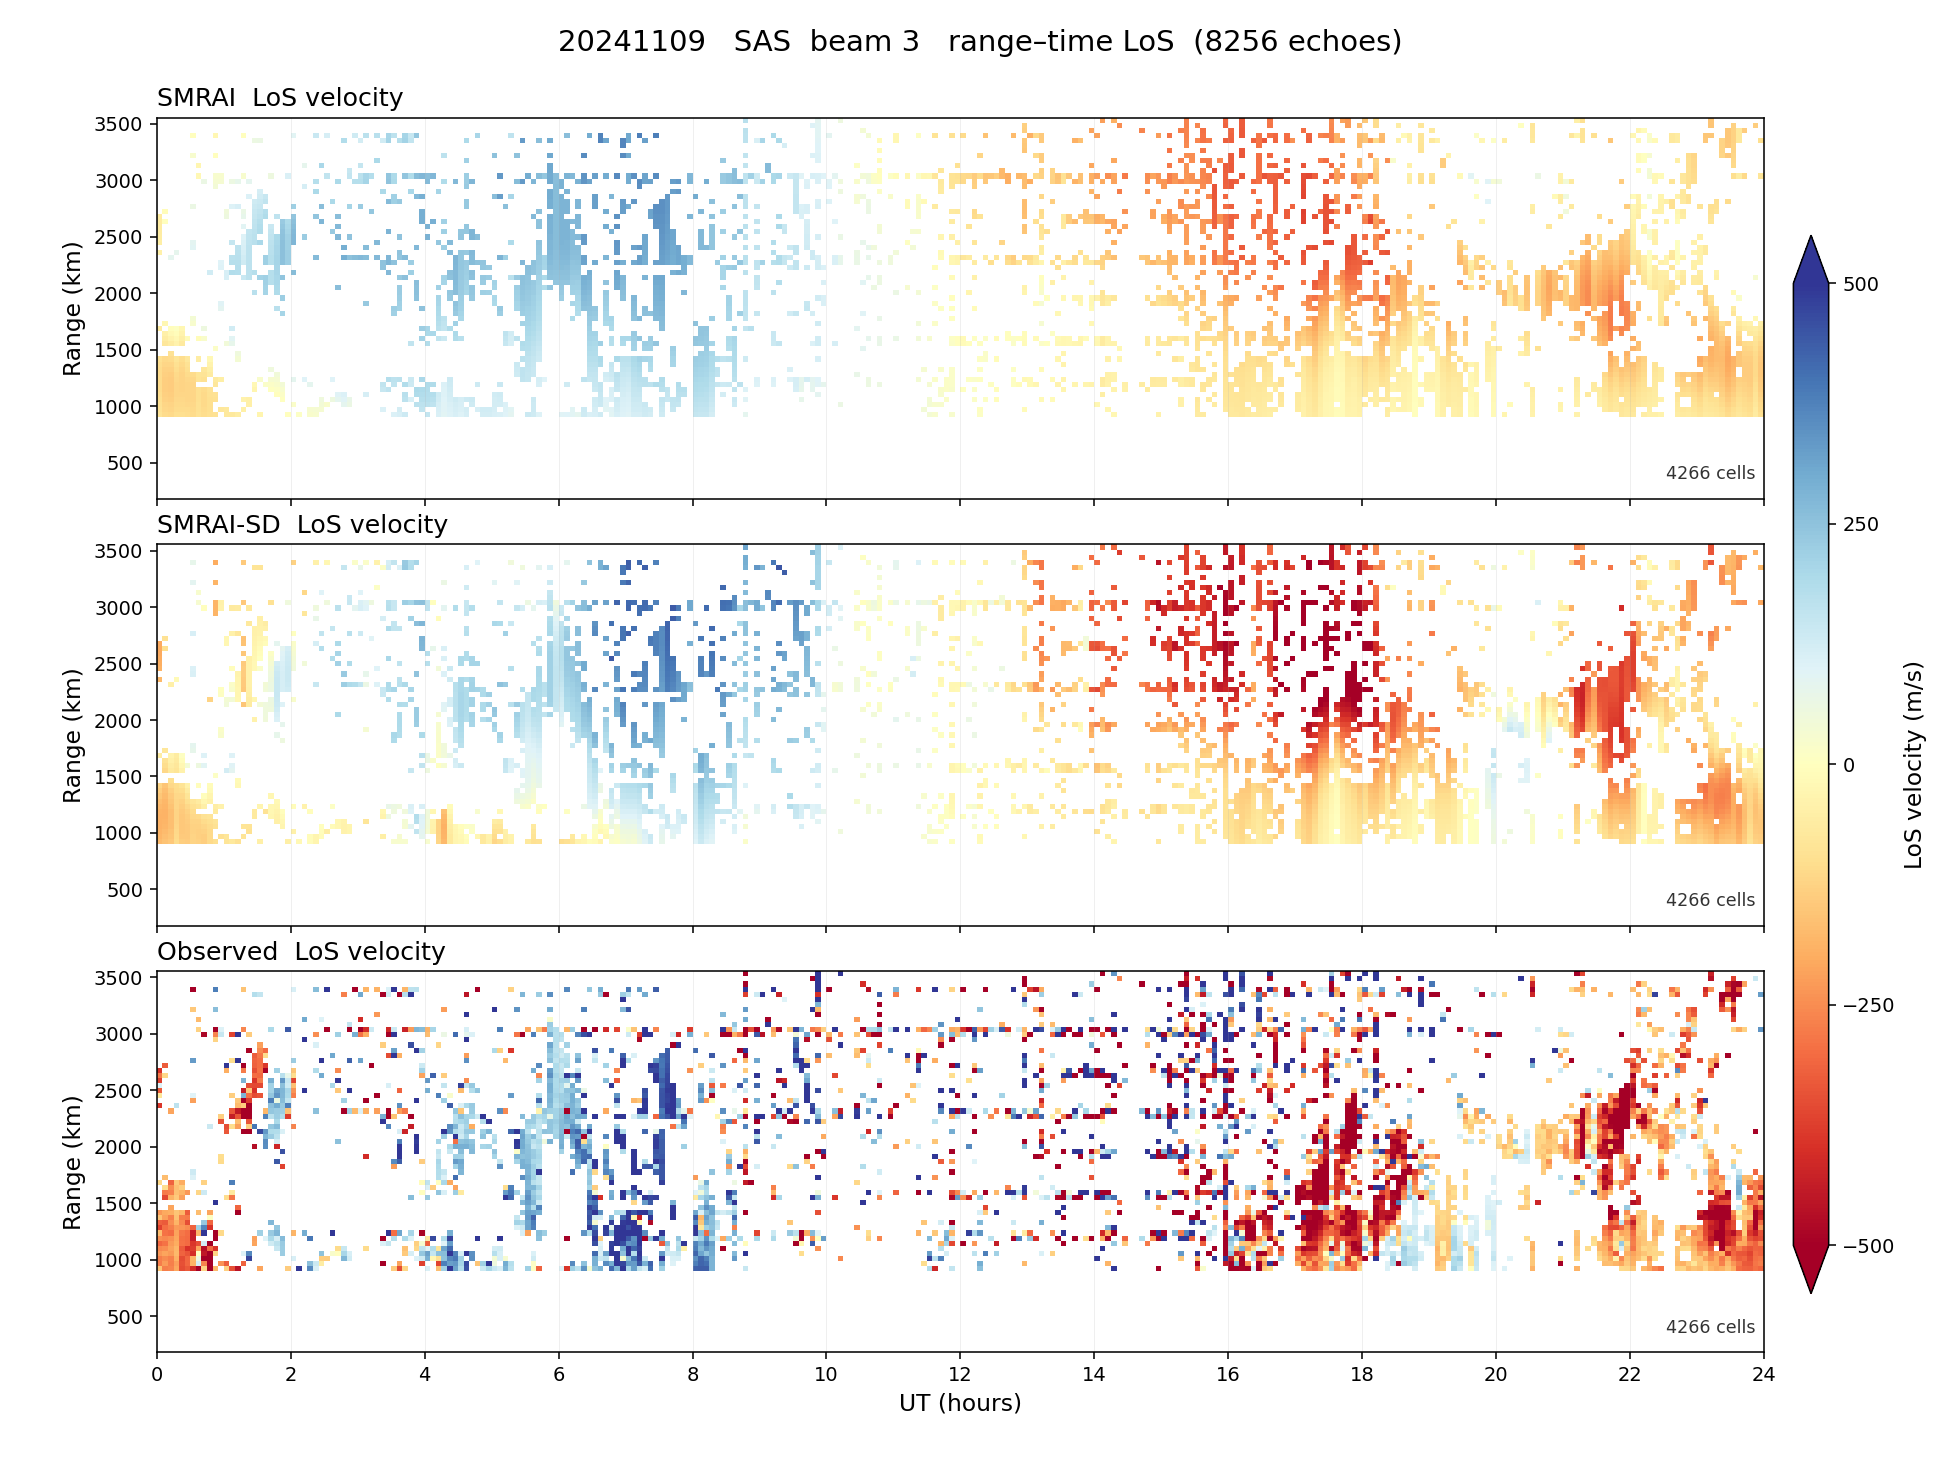 20241109   SAS  beam 3   range–time LoS  (8256 echoes)
SMRAI  LoS velocity
3500
3000
2500
2000
1500
1000
500
Range (km)
4266 cells
SMRAI-SD  LoS velocity
3500
3000
2500
2000
1500
1000
500
Range (km)
4266 cells
Observed  LoS velocity
3500
3000
2500
2000
1500
1000
500
Range (km)
4266 cells
0 2 4 6 8 10 12 14 16 18 20 22 24
UT (hours)
500
250
0
−250
−500
LoS velocity (m/s)